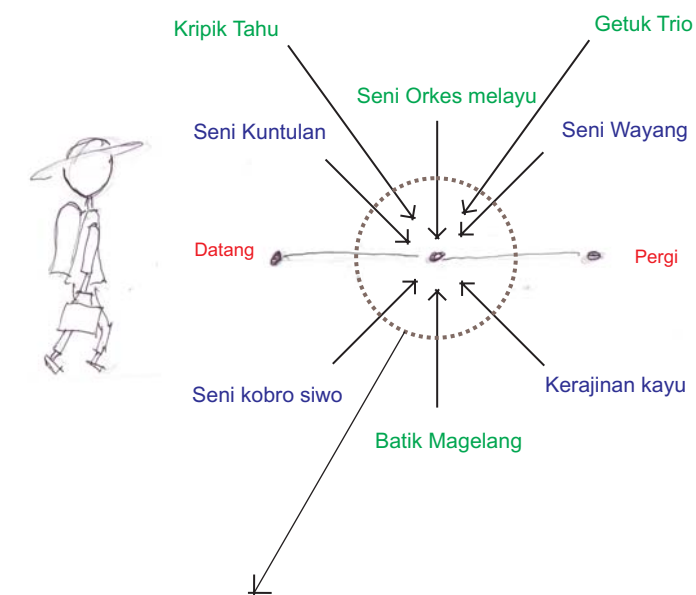 Kripik Tahu
Getuk Trio
Seni Orkes melayu
Seni Kuntulan
Seni Wayang
Datang
Pergi
Seni kobro siwo
Kerajinan kayu
Batik Magelang